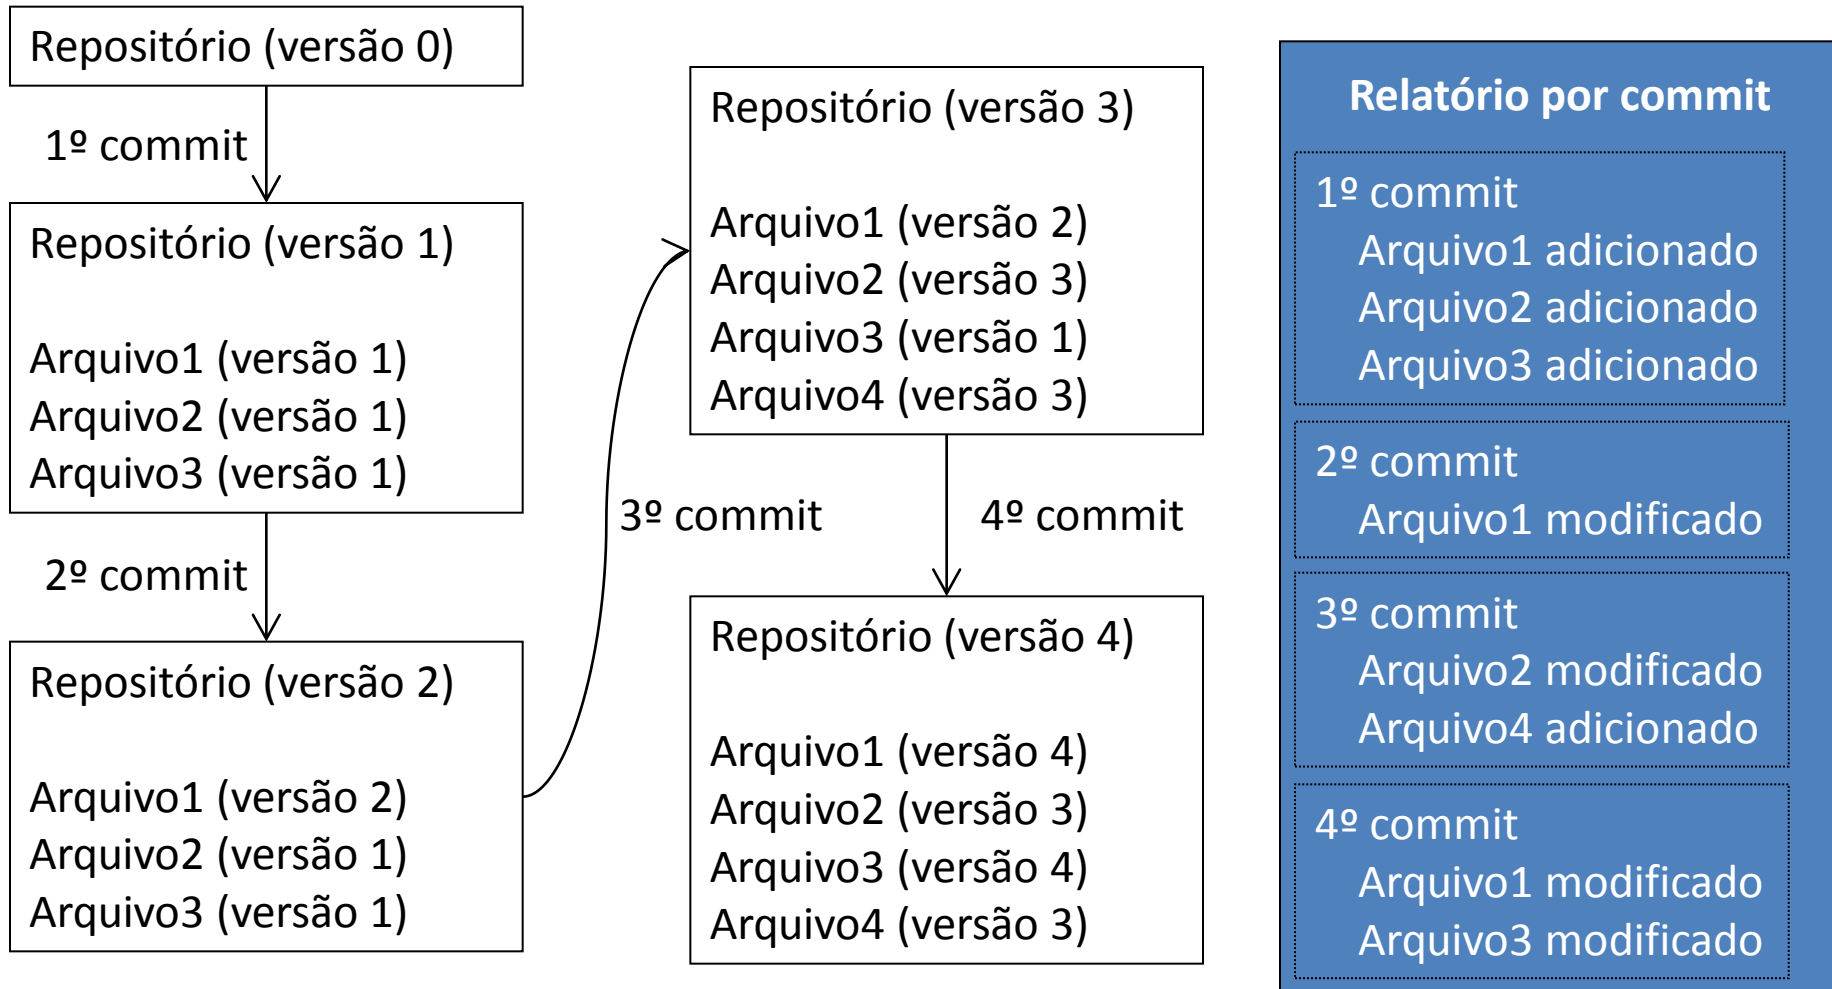 Repositório (versão 0)
1º commit
Repositório (versão 1)
Arquivo1 (versão 1)
Arquivo2 (versão 1)
Arquivo3 (versão 1)
2º commit
Repositório (versão 2)
Arquivo1 (versão 2)
Arquivo2 (versão 1)
Arquivo3 (versão 1)
3º commit
Repositório (versão 3)
Arquivo1 (versão 2)
Arquivo2 (versão 3)
Arquivo3 (versão 1)
Arquivo4 (versão 3)
4º commit
Repositório (versão 4)
Arquivo1 (versão 4)
Arquivo2 (versão 3)
Arquivo3 (versão 4)
Arquivo4 (versão 3)
Relatório por commit
1º commit
Arquivo1 adicionado
Arquivo2 adicionado
Arquivo3 adicionado
2º commit
Arquivo1 modificado
3º commit
Arquivo2 modificado
Arquivo4 adicionado
4º commit
Arquivo1 modificado
Arquivo3 modificado